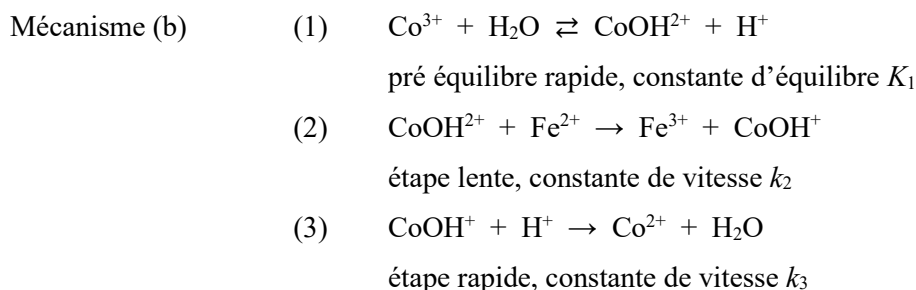 Mécanisme (b) (1) Co³⁺ + H₂O ⇄ CoOH²⁺ + H⁺
pré équilibre rapide, constante d’équilibre K₁
(2) CoOH²⁺ + Fe²⁺ → Fe³⁺ + CoOH⁺
étape lente, constante de vitesse k₂
(3) CoOH⁺ + H⁺ → Co²⁺ + H₂O
étape rapide, constante de vitesse k₃